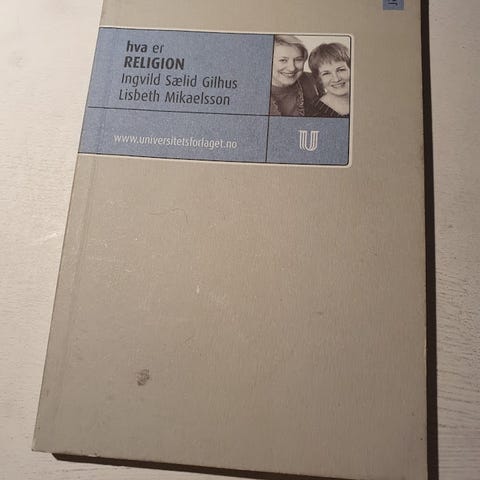 hva er
RELIGION
Ingvild Sælid Gilhus
Lisbeth Mikaelsson
www.universitetsforlaget.no
U